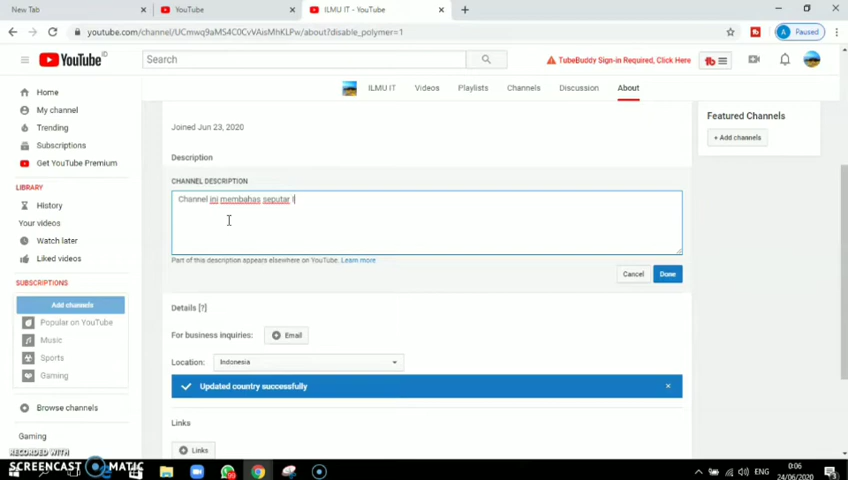 New Tab
YouTube
ILMU IT - YouTube
youtube.com/channel/UCmwq9aMS4C0CvVAisMhKLJP/about?disable_polymer=1
Paused
YouTube ID
Search
TubeBuddy Sign-in Required, Click Here
tb
Home
My channel
Trending
Subscriptions
Get YouTube Premium
LIBRARY
History
Your videos
Watch later
Liked videos
SUBSCRIPTIONS
Add channels
Popular on YouTube
Music
Sports
Gaming
Browse channels
Gaming
ILMU IT
Videos
Playlists
Channels
Discussion
About
Joined Jun 23, 2020
Description
CHANNEL DESCRIPTION
Channel ini membahas seputar I
Part of this description appears elsewhere on YouTube. Learn more
Cancel
Done
Details [?]
For business inquiries:
Email
Location:
Indonesia
Updated country successfully
Links
Links
Featured Channels
+ Add channels
RECORDED WITH
SCREENCAST MATIC
ENG
0:06
24/06/2020